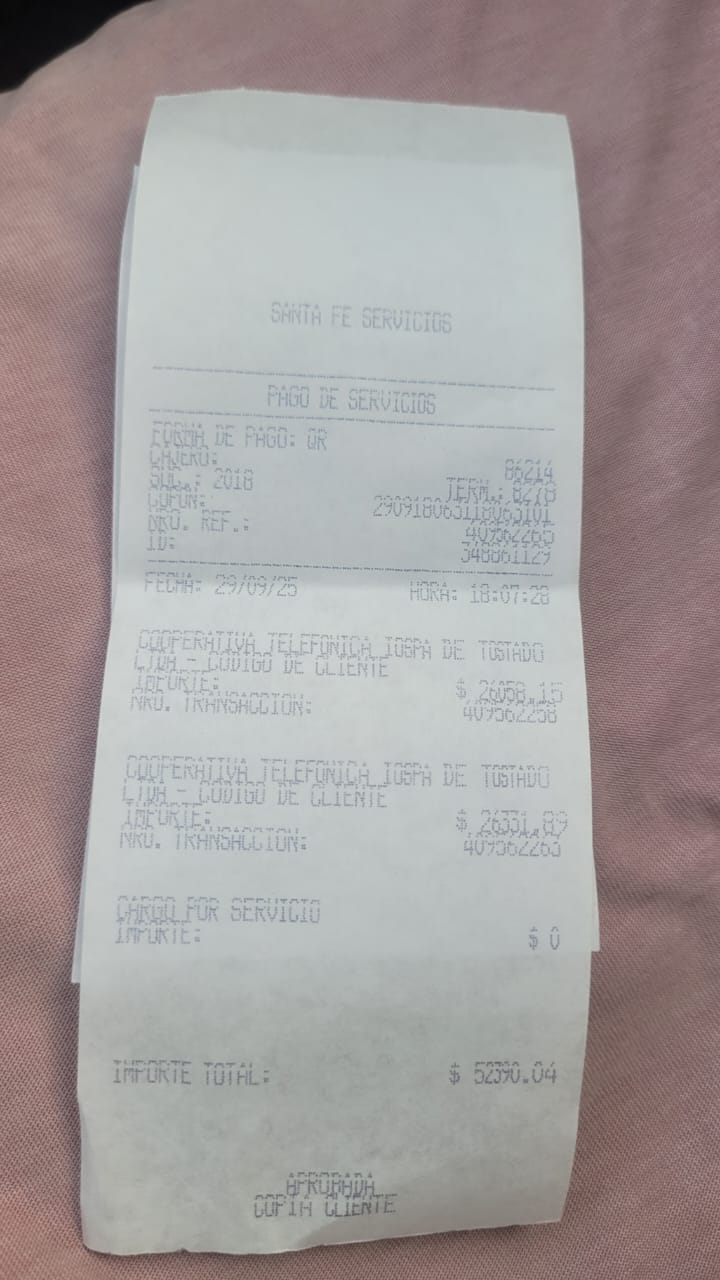 SANTA FE SERVICIOS
PAGO DE SERVICIOS
FORMA DE PAGO: QR
CAJERO: 86214
SUC.: 2018 TERM.: 8278
CUPON: 290918063118063101
NRO. REF.: 409562265
ID: 348861129
FECHA: 29/09/25 HORA: 18:07:28
COOPERATIVA TELEFONICA IOSPA DE TOSTADO
LTDA - CODIGO DE CLIENTE
IMPORTE: $ 26058.15
NRO. TRANSACCION: 409562258
COOPERATIVA TELEFONICA IOSPA DE TOSTADO
LTDA - CODIGO DE CLIENTE
IMPORTE: $ 26331.89
NRO. TRANSACCION: 409562263
CARGO POR SERVICIO
IMPORTE: $ 0
IMPORTE TOTAL: $ 52390.04
APROBADA
COPIA CLIENTE